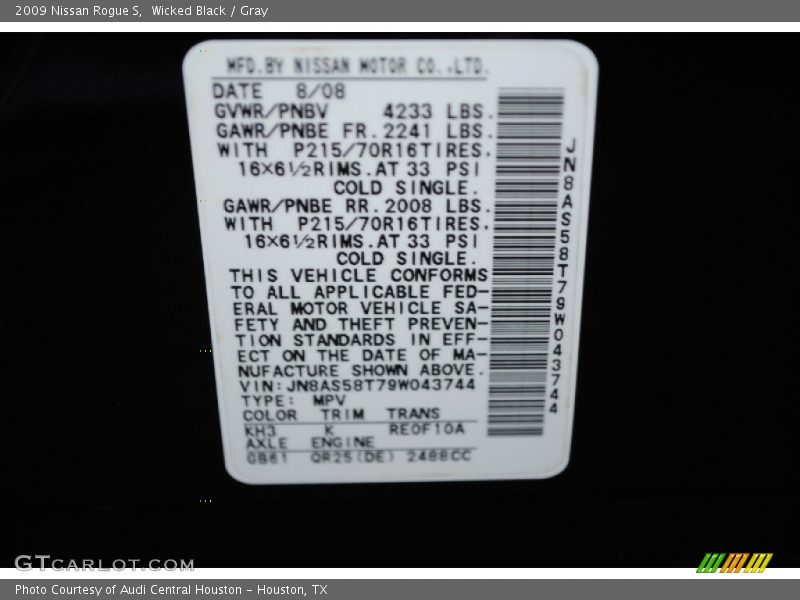 2009 Nissan Rogue S,  Wicked Black / Gray
MFD.BY NISSAN MOTOR CO.,LTD.
DATE 8/08
GVWR/PNBV 4233 LBS.
GAWR/PNBE FR.2241 LBS.
WITH P215/70R16TIRES.
16×6½RIMS.AT 33 PSI
COLD SINGLE.
GAWR/PNBE RR.2008 LBS.
WITH P215/70R16TIRES.
16×6½RIMS.AT 33 PSI
COLD SINGLE.
THIS VEHICLE CONFORMS
TO ALL APPLICABLE FED-
ERAL MOTOR VEHICLE SA-
FETY AND THEFT PREVEN-
TION STANDARDS IN EFF-
ECT ON THE DATE OF MA-
NUFACTURE SHOWN ABOVE.
VIN:JN8AS58T79W043744
TYPE: MPV
COLOR TRIM TRANS
KH3 K RE0F10A
AXLE ENGINE
GB61 QR25(DE) 2488CC
JN8AS58T79W043744
GTCARLOT.COM
Photo Courtesy of Audi Central Houston - Houston, TX